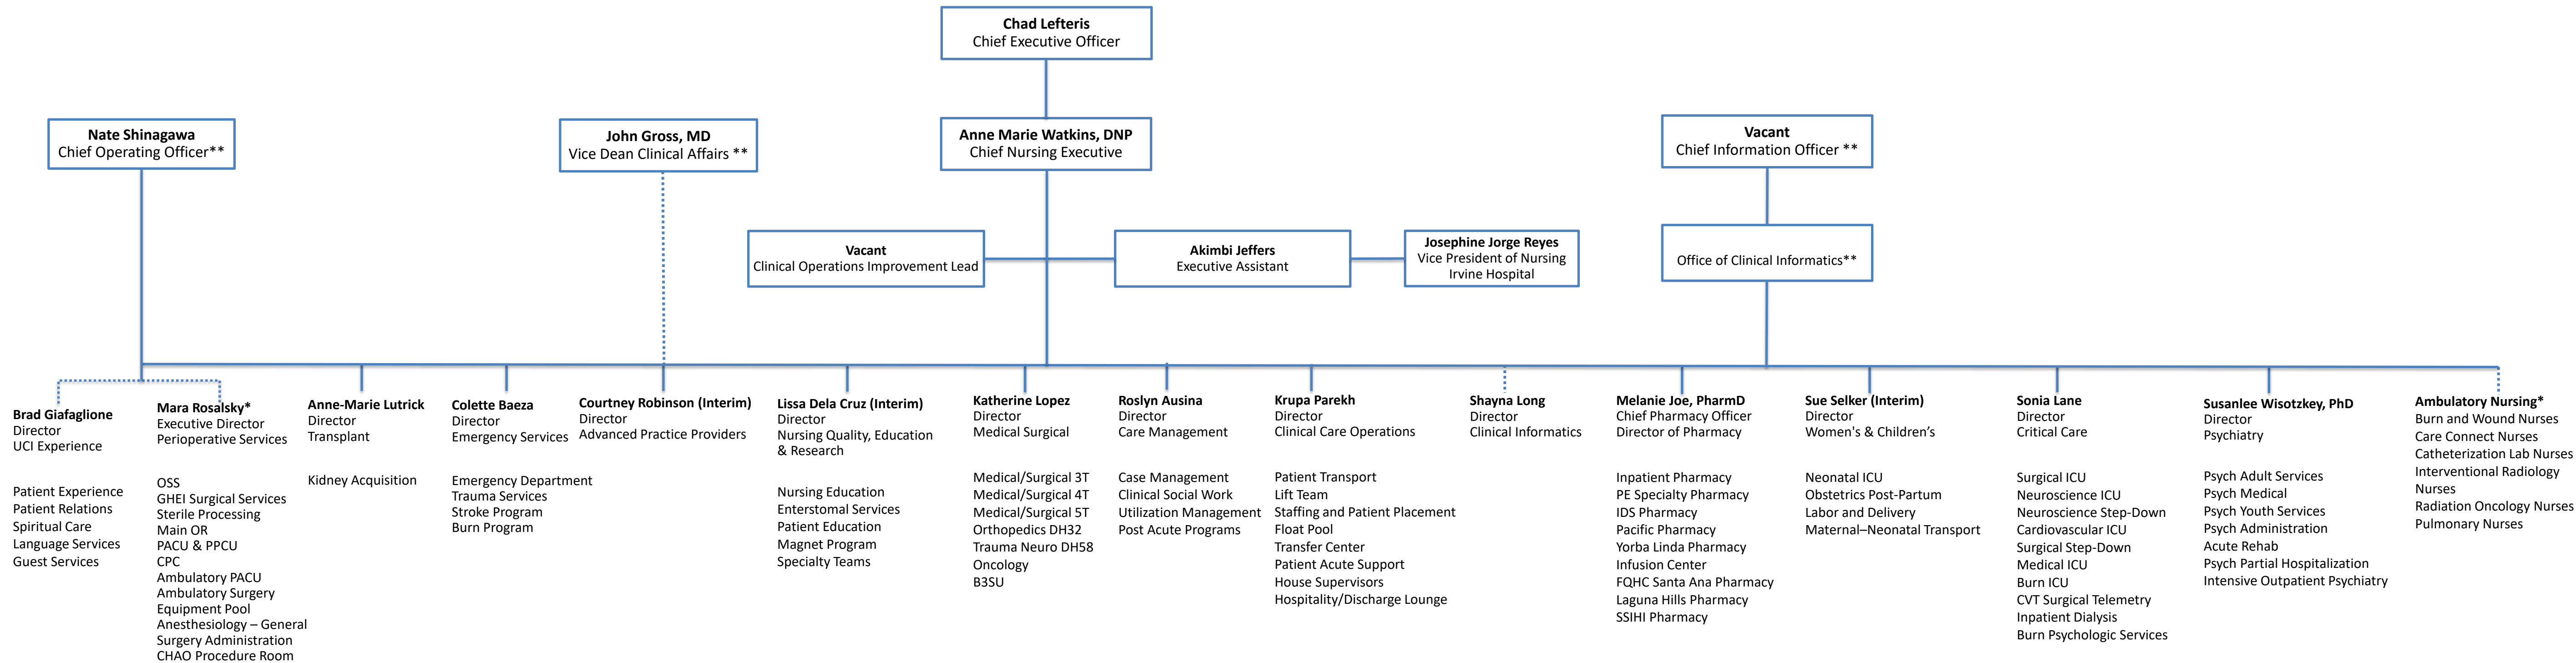 Chad Lefteris
Chief Executive Officer
Nate Shinagawa
Chief Operating Officer**
John Gross, MD
Vice Dean Clinical Affairs **
Anne Marie Watkins, DNP
Chief Nursing Executive
Vacant
Chief Information Officer **
Vacant
Clinical Operations Improvement Lead
Akimbi Jeffers
Executive Assistant
Josephine Jorge Reyes
Vice President of Nursing
Irvine Hospital
Office of Clinical Informatics**
Brad Giafaglione
Director
UCI Experience
Patient Experience
Patient Relations
Spiritual Care
Language Services
Guest Services
Mara Rosalsky*
Executive Director
Perioperative Services
OSS
GHEI Surgical Services
Sterile Processing
Main OR
PACU & PPCU
CPC
Ambulatory PACU
Ambulatory Surgery
Equipment Pool
Anesthesiology – General
Surgery Administration
CHAO Procedure Room
Anne-Marie Lutrick
Director
Transplant
Kidney Acquisition
Colette Baeza
Director
Emergency Services
Emergency Department
Trauma Services
Stroke Program
Burn Program
Courtney Robinson (Interim)
Director
Advanced Practice Providers
Lissa Dela Cruz (Interim)
Director
Nursing Quality, Education
& Research
Nursing Education
Enterstomal Services
Patient Education
Magnet Program
Specialty Teams
Katherine Lopez
Director
Medical Surgical
Medical/Surgical 3T
Medical/Surgical 4T
Medical/Surgical 5T
Orthopedics DH32
Trauma Neuro DH58
Oncology
B3SU
Roslyn Ausina
Director
Care Management
Case Management
Clinical Social Work
Utilization Management
Post Acute Programs
Krupa Parekh
Director
Clinical Care Operations
Patient Transport
Lift Team
Staffing and Patient Placement
Float Pool
Transfer Center
Patient Acute Support
House Supervisors
Hospitality/Discharge Lounge
Shayna Long
Director
Clinical Informatics
Melanie Joe, PharmD
Chief Pharmacy Officer
Director of Pharmacy
Inpatient Pharmacy
PE Specialty Pharmacy
IDS Pharmacy
Pacific Pharmacy
Yorba Linda Pharmacy
Infusion Center
FQHC Santa Ana Pharmacy
Laguna Hills Pharmacy
SSIHI Pharmacy
Sue Selker (Interim)
Director
Women's & Children’s
Neonatal ICU
Obstetrics Post-Partum
Labor and Delivery
Maternal–Neonatal Transport
Sonia Lane
Director
Critical Care
Surgical ICU
Neuroscience ICU
Neuroscience Step-Down
Cardiovascular ICU
Surgical Step-Down
Medical ICU
Burn ICU
CVT Surgical Telemetry
Inpatient Dialysis
Burn Psychologic Services
Susanlee Wisotzkey, PhD
Director
Psychiatry
Psych Adult Services
Psych Medical
Psych Youth Services
Psych Administration
Acute Rehab
Psych Partial Hospitalization
Intensive Outpatient Psychiatry
Ambulatory Nursing*
Burn and Wound Nurses
Care Connect Nurses
Catheterization Lab Nurses
Interventional Radiology
Nurses
Radiation Oncology Nurses
Pulmonary Nurses